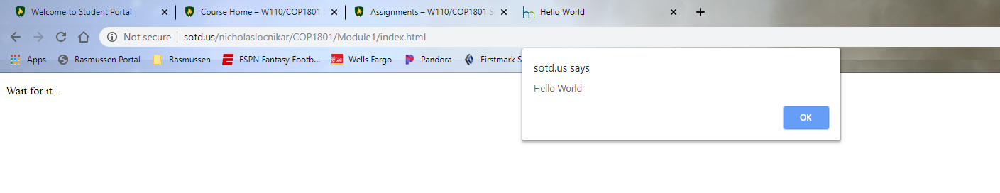 Welcome to Student Portal
Course Home – W110/COP1801
Assignments – W110/COP1801
Hello World
Not secure
sotd.us/nicholaslocnikar/COP1801/Module1/index.html
Apps
Rasmussen Portal
Rasmussen
ESPN Fantasy Footb...
Wells Fargo
Pandora
Firstmark S
sotd.us says
Hello World
OK
Wait for it...